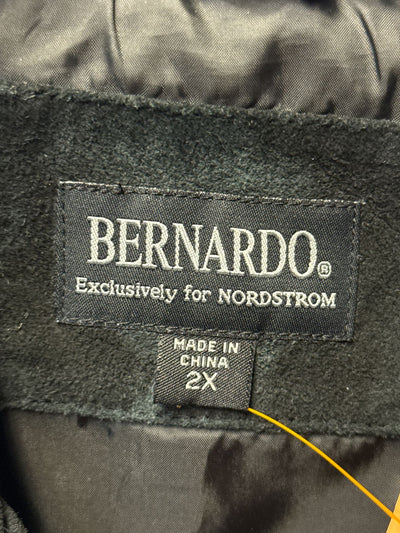 BERNARDO®
Exclusively for NORDSTROM
MADE IN
CHINA
2X